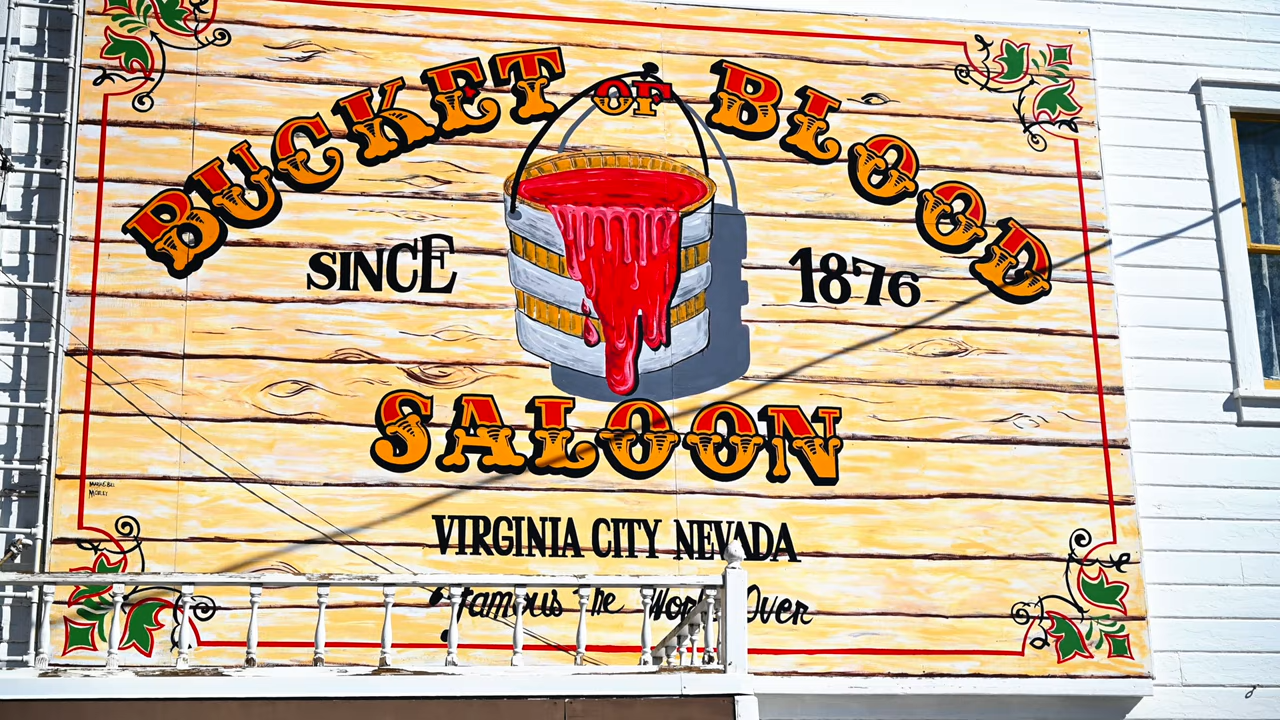 BUCKET OF BLOOD
SINCE 1876
SALOON
VIRGINIA CITY NEVADA
Famous The World Over